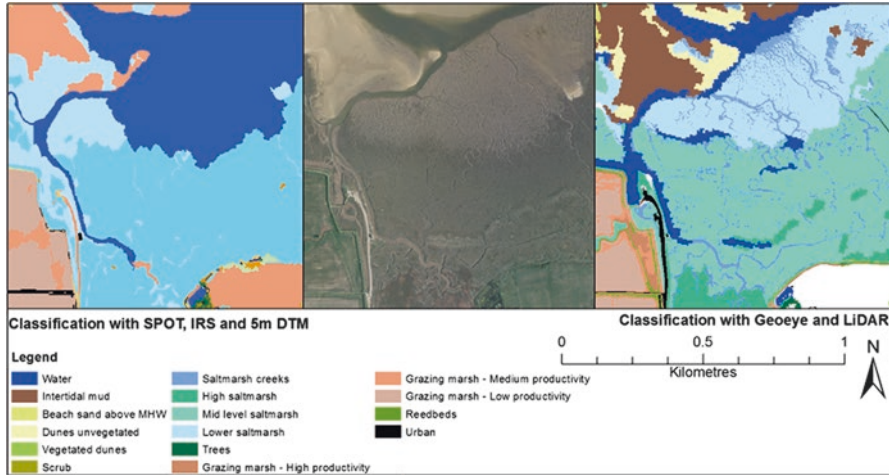 Classification with SPOT, IRS and 5m DTM
Classification with Geoeye and LiDAR
Legend
Water
Intertidal mud
Beach sand above MHW
Dunes unvegetated
Vegetated dunes
Scrub
Saltmarsh creeks
High saltmarsh
Mid level saltmarsh
Lower saltmarsh
Trees
Grazing marsh - High productivity
Grazing marsh - Medium productivity
Grazing marsh - Low productivity
Reedbeds
Urban
0 0.5 1
Kilometres
N